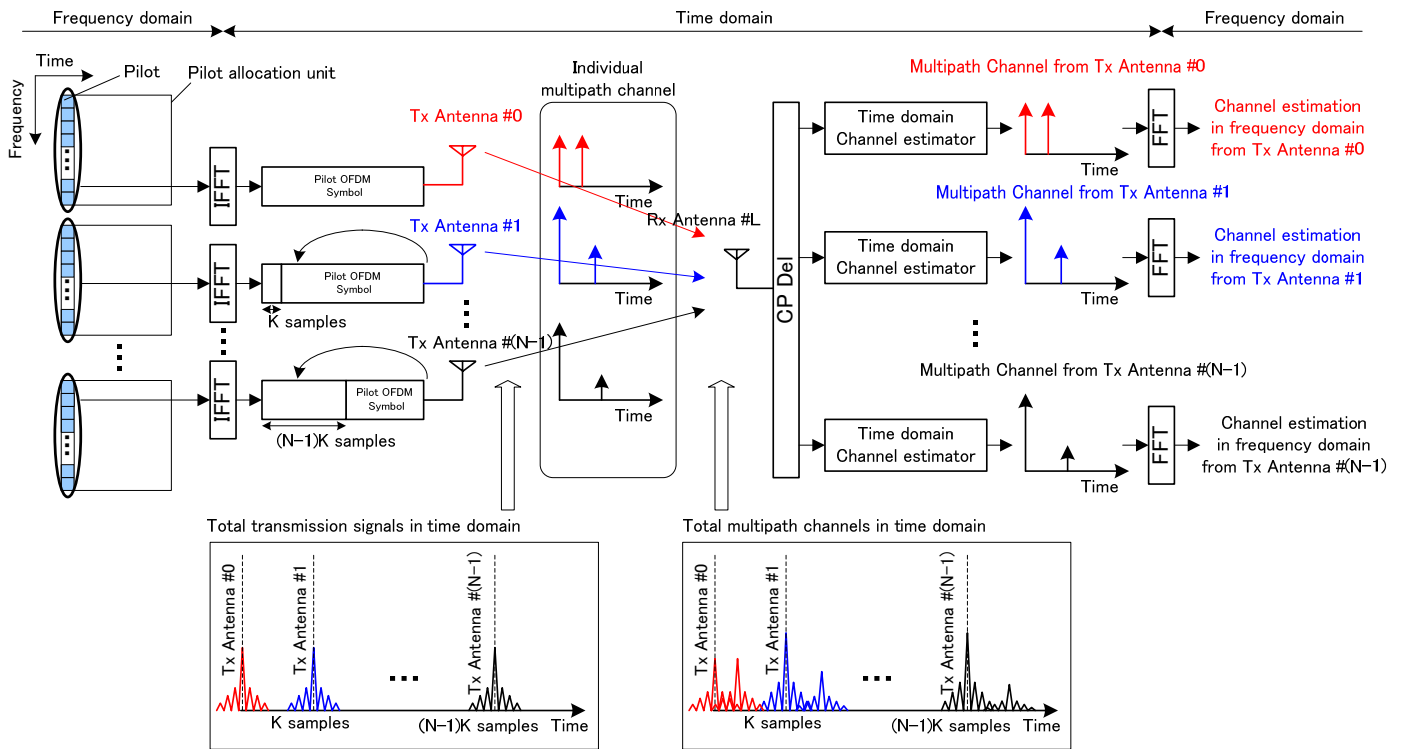 Frequency domain
Time domain
Frequency domain
Time
Pilot
Pilot allocation unit
Frequency
IFFT
Pilot OFDM
Symbol
Tx Antenna #0
Individual
multipath channel
Time
Rx Antenna #L
CP Del
Time domain
Channel estimator
Multipath Channel from Tx Antenna #0
Time
FFT
Channel estimation
in frequency domain
from Tx Antenna #0
IFFT
Pilot OFDM
Symbol
K samples
Tx Antenna #1
Time
Time domain
Channel estimator
Multipath Channel from Tx Antenna #1
Time
FFT
Channel estimation
in frequency domain
from Tx Antenna #1
IFFT
Pilot OFDM
Symbol
(N-1)K samples
Tx Antenna #(N-1)
Time
Time domain
Channel estimator
Multipath Channel from Tx Antenna #(N-1)
Time
FFT
Channel estimation
in frequency domain
from Tx Antenna #(N-1)
Total transmission signals in time domain
Tx Antenna #0
Tx Antenna #1
Tx Antenna #(N-1)
K samples
(N-1)K samples
Time
Total multipath channels in time domain
Tx Antenna #0
Tx Antenna #1
Tx Antenna #(N-1)
K samples
(N-1)K samples
Time